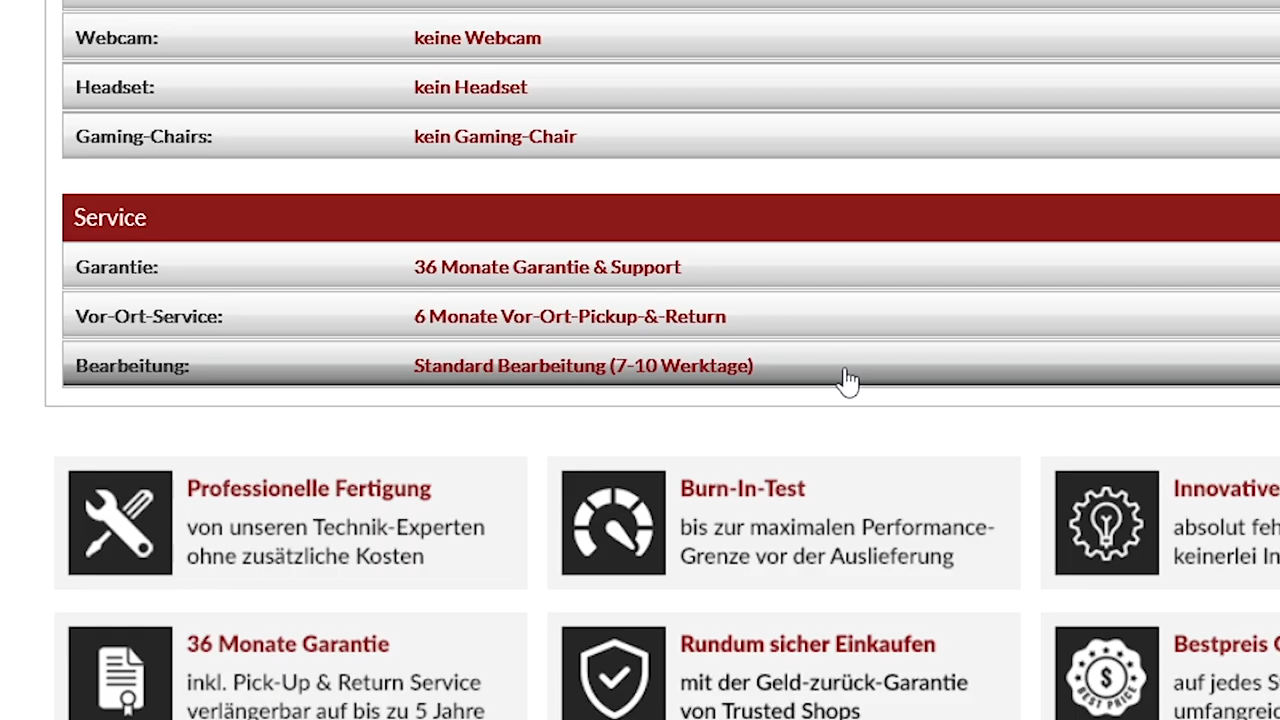 Webcam: keine Webcam
Headset: kein Headset
Gaming-Chairs: kein Gaming-Chair
Service
Garantie: 36 Monate Garantie & Support
Vor-Ort-Service: 6 Monate Vor-Ort-Pickup-&-Return
Bearbeitung: Standard Bearbeitung (7-10 Werktage)
Professionelle Fertigung
von unseren Technik-Experten
ohne zusätzliche Kosten
Burn-In-Test
bis zur maximalen Performance-
Grenze vor der Auslieferung
Innovative
absolut feh
keinerlei In
36 Monate Garantie
inkl. Pick-Up & Return Service
verlängerbar auf bis zu 5 Jahre
Rundum sicher Einkaufen
mit der Geld-zurück-Garantie
von Trusted Shops
$
BEST PRICE
Bestpreis G
auf jedes S
umfangreic